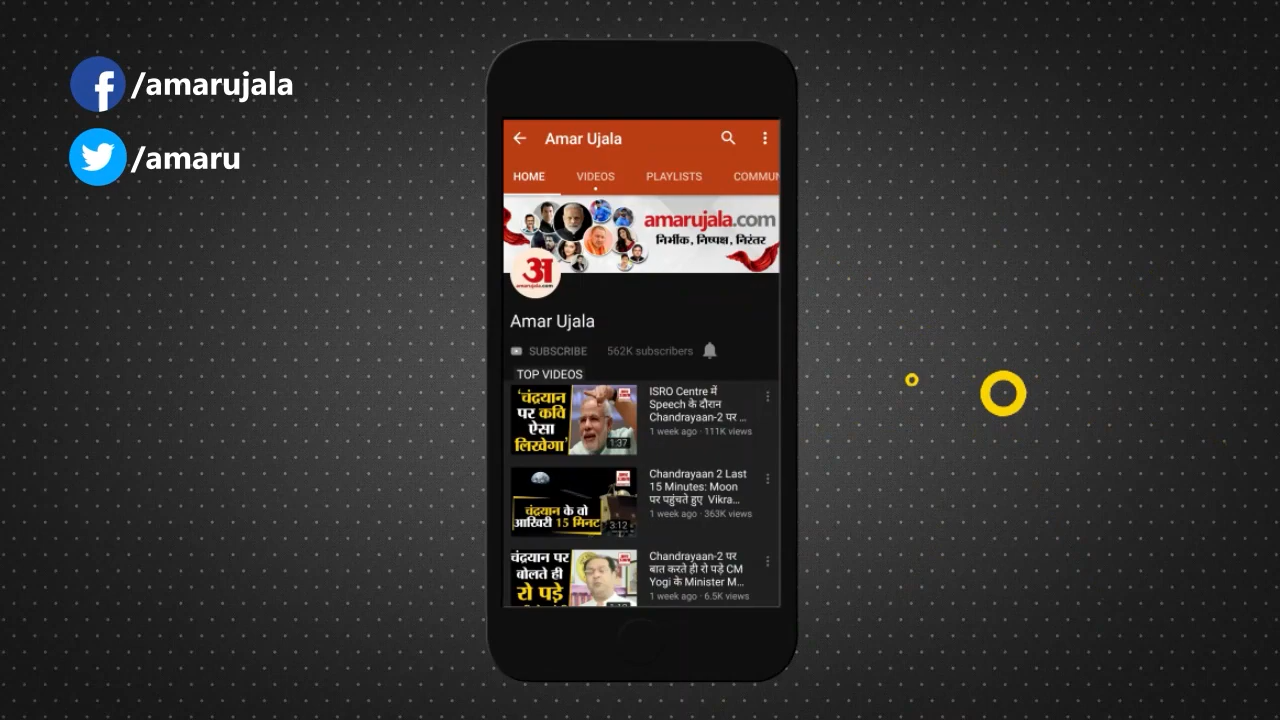 /amarujala
/amaru
Amar Ujala
HOME VIDEOS PLAYLISTS COMMUN
amarujala.com
निर्भीक, निष्पक्ष, निरंतर
अ
amarujala.com
Amar Ujala
SUBSCRIBE 562K subscribers
TOP VIDEOS
'चंद्रयान
पर कवि
ऐसा
लिखेगा'
1:37
ISRO Centre में
Speech के दौरान
Chandrayaan-2 पर ...
1 week ago · 111K views
चंद्रयान के वो
आखिरी 15 मिनट
3:12
Chandrayaan 2 Last
15 Minutes: Moon
पर पहुंचते हुए Vikra...
1 week ago · 363K views
चंद्रयान पर
बोलते ही
रो पड़े
Chandrayaan-2 पर
बात करते ही रो पड़े CM
Yogi के Minister M...
1 week ago · 6.5K views